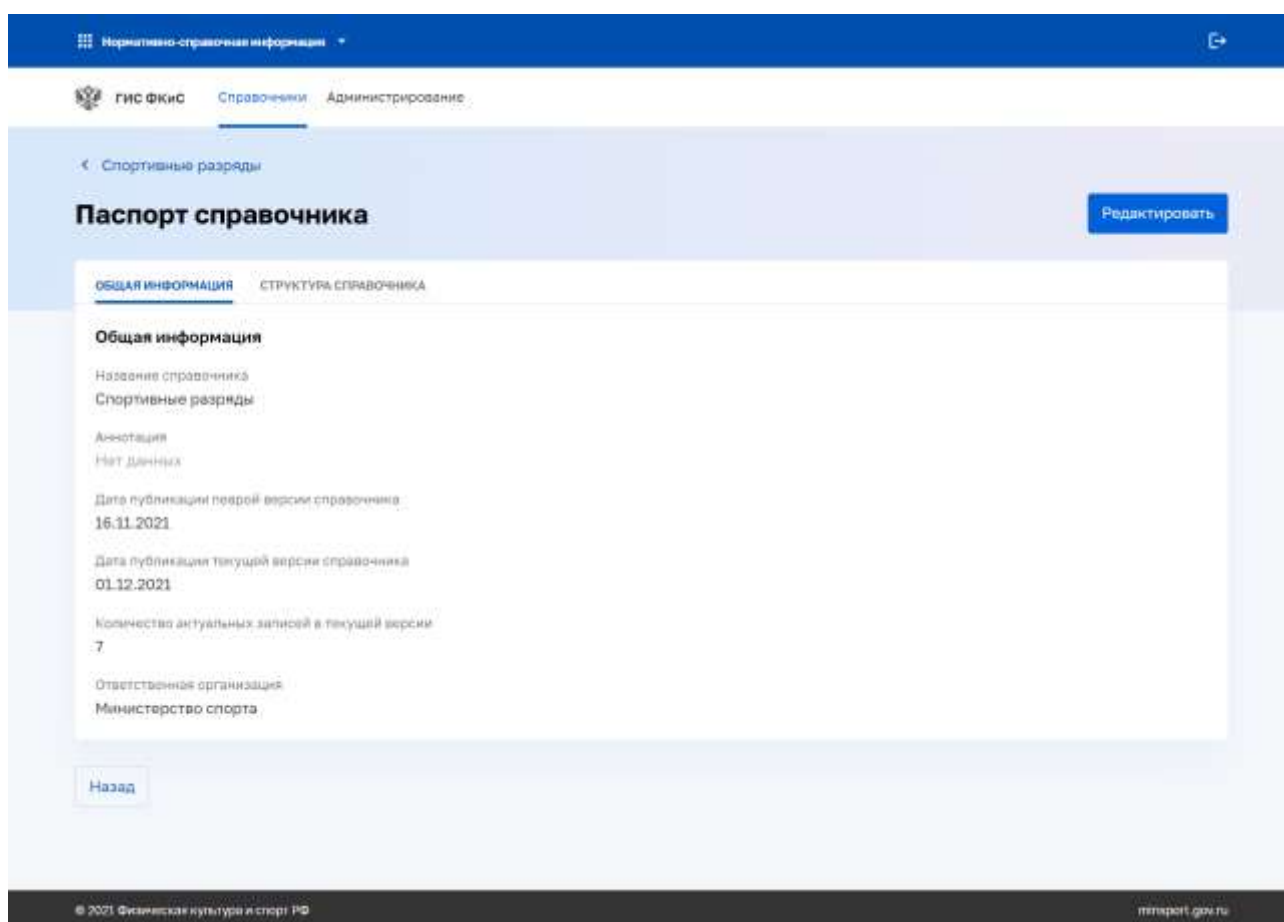 Нормативно-справочная информация
ГИС ФКиС
Справочники
Администрирование
Спортивные разряды
Паспорт справочника
Редактировать
ОБЩАЯ ИНФОРМАЦИЯ
СТРУКТУРА СПРАВОЧНИКА
Общая информация
Название справочника
Спортивные разряды
Аннотация
Нет данных
Дата публикации первой версии справочника
16.11.2021
Дата публикации текущей версии справочника
01.12.2021
Количество актуальных записей в текущей версии
7
Ответственная организация
Министерство спорта
Назад
© 2021 Физическая культура и спорт РФ
minsport.gov.ru